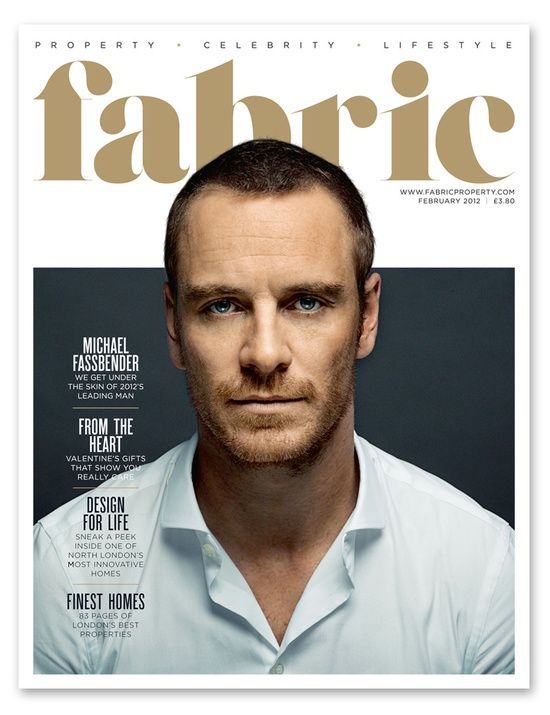 PROPERTY • CELEBRITY • LIFESTYLE
fabric
WWW.FABRICPROPERTY.COM
FEBRUARY 2012 | £3.80
MICHAEL
FASSBENDER
WE GET UNDER
THE SKIN OF 2012'S
LEADING MAN
FROM THE
HEART
VALENTINE'S GIFTS
THAT SHOW YOU
REALLY CARE
DESIGN
FOR LIFE
SNEAK A PEEK
INSIDE ONE OF
NORTH LONDON'S
MOST INNOVATIVE
HOMES
FINEST HOMES
83 PAGES OF
LONDON'S BEST
PROPERTIES